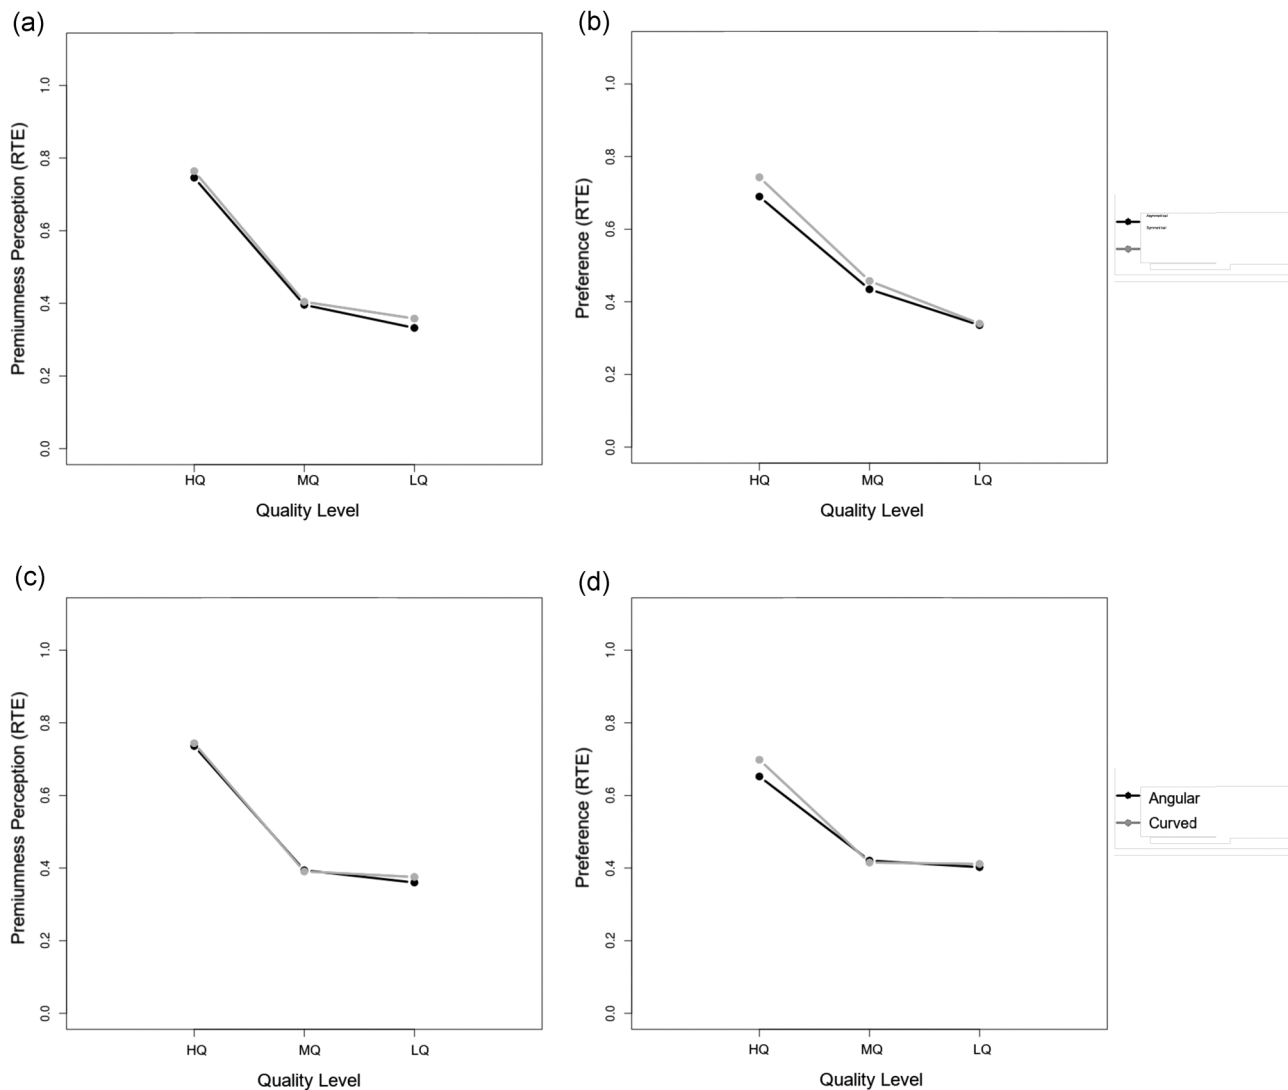 (a)
Premiumness Perception (RTE)
1.0
0.8
0.6
0.4
0.2
0.0
HQ MQ LQ
Quality Level
(b)
Preference (RTE)
1.0
0.8
0.6
0.4
0.2
0.0
HQ MQ LQ
Quality Level
Asymmetrical
Symmetrical
(c)
Premiumness Perception (RTE)
1.0
0.8
0.6
0.4
0.2
0.0
HQ MQ LQ
Quality Level
(d)
Preference (RTE)
1.0
0.8
0.6
0.4
0.2
0.0
HQ MQ LQ
Quality Level
Angular
Curved